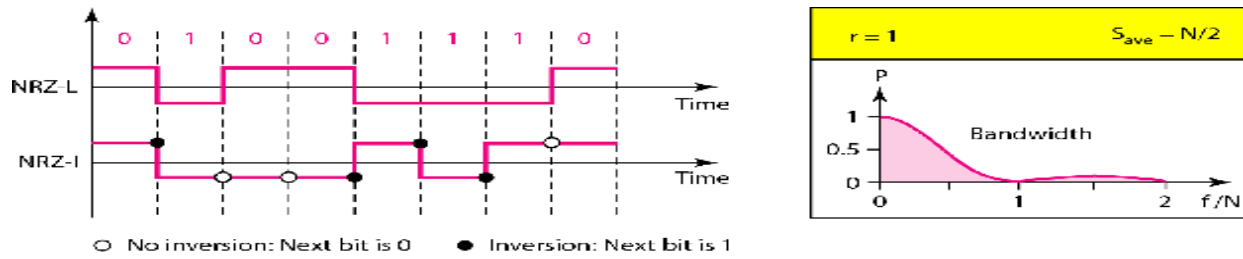 0 1 0 0 1 1 1 0
NRZ-L
Time
NRZ-I
Time
No inversion: Next bit is 0
Inversion: Next bit is 1
r = 1
S_ave = N/2
P
1
Bandwidth
0.5
0
0 1 2 f/N